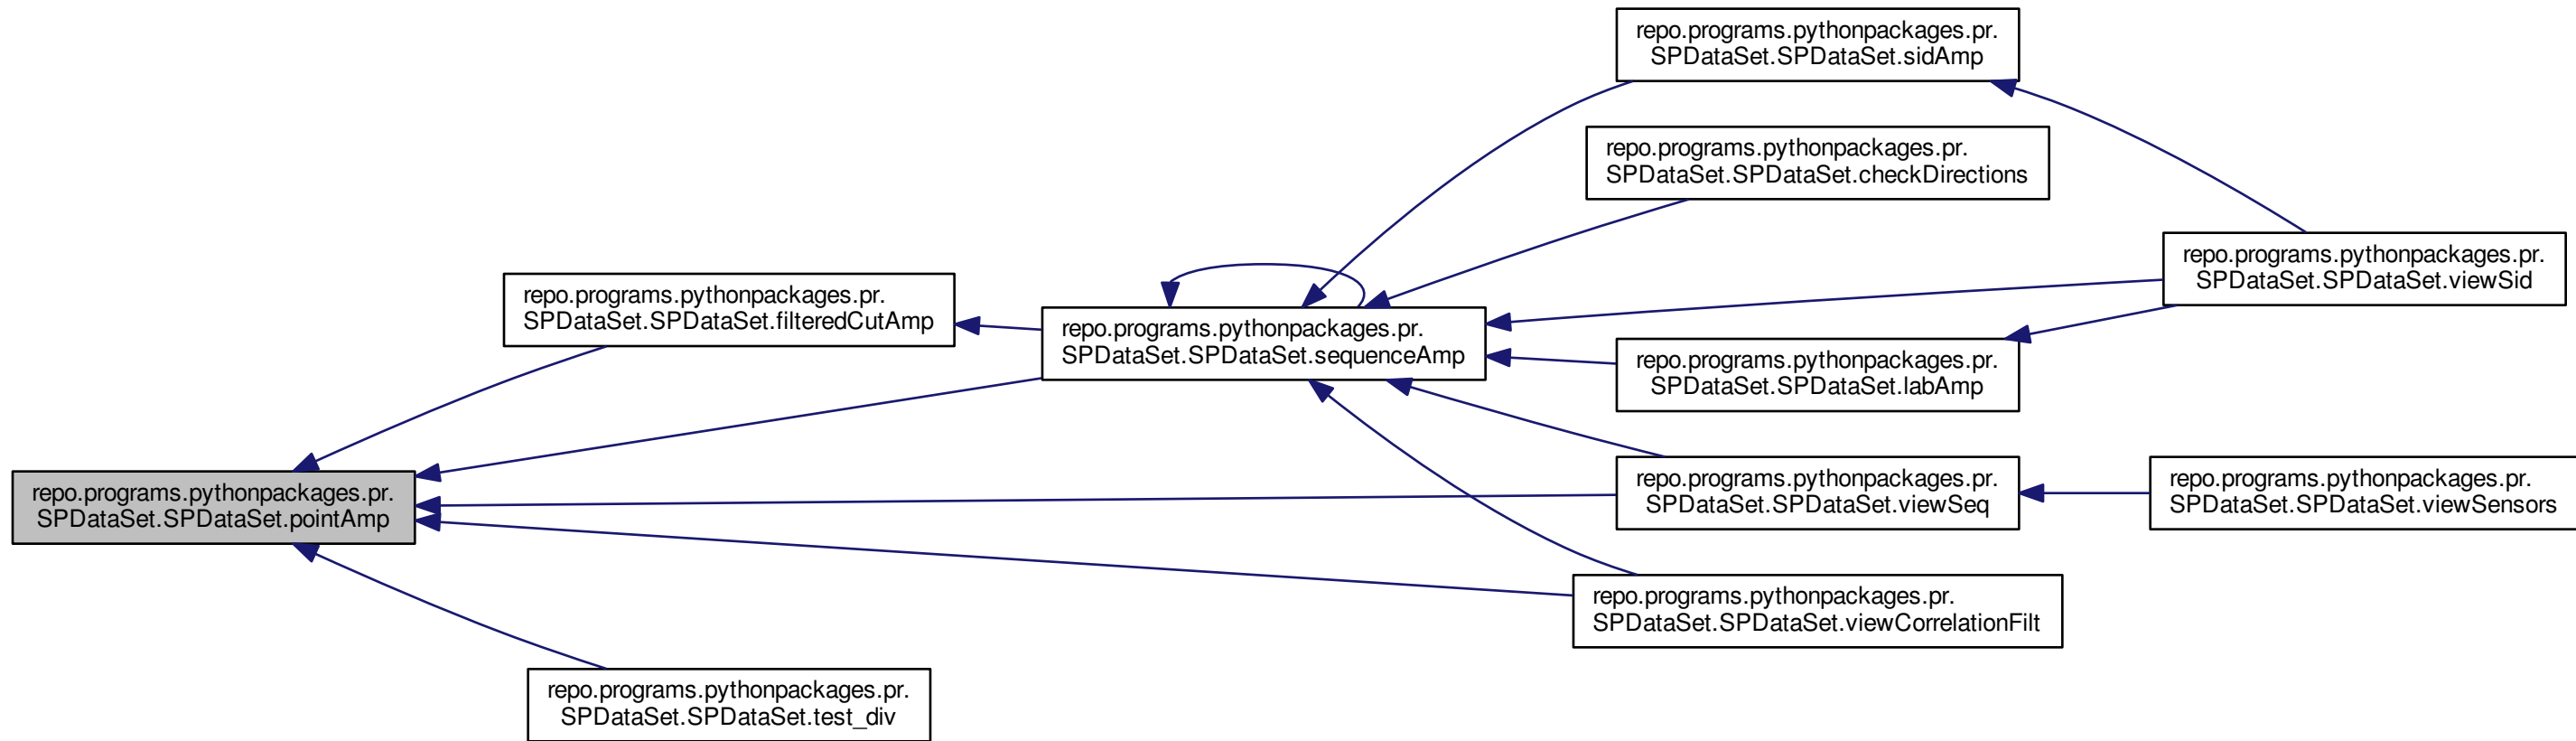 repo.programs.pythonpackages.pr.
SPDataSet.SPDataSet.sidAmp
repo.programs.pythonpackages.pr.
SPDataSet.SPDataSet.checkDirections
repo.programs.pythonpackages.pr.
SPDataSet.SPDataSet.viewSid
repo.programs.pythonpackages.pr.
SPDataSet.SPDataSet.filteredCutAmp
repo.programs.pythonpackages.pr.
SPDataSet.SPDataSet.sequenceAmp
repo.programs.pythonpackages.pr.
SPDataSet.SPDataSet.labAmp
repo.programs.pythonpackages.pr.
SPDataSet.SPDataSet.pointAmp
repo.programs.pythonpackages.pr.
SPDataSet.SPDataSet.viewSeq
repo.programs.pythonpackages.pr.
SPDataSet.SPDataSet.viewSensors
repo.programs.pythonpackages.pr.
SPDataSet.SPDataSet.viewCorrelationFilt
repo.programs.pythonpackages.pr.
SPDataSet.SPDataSet.test_div